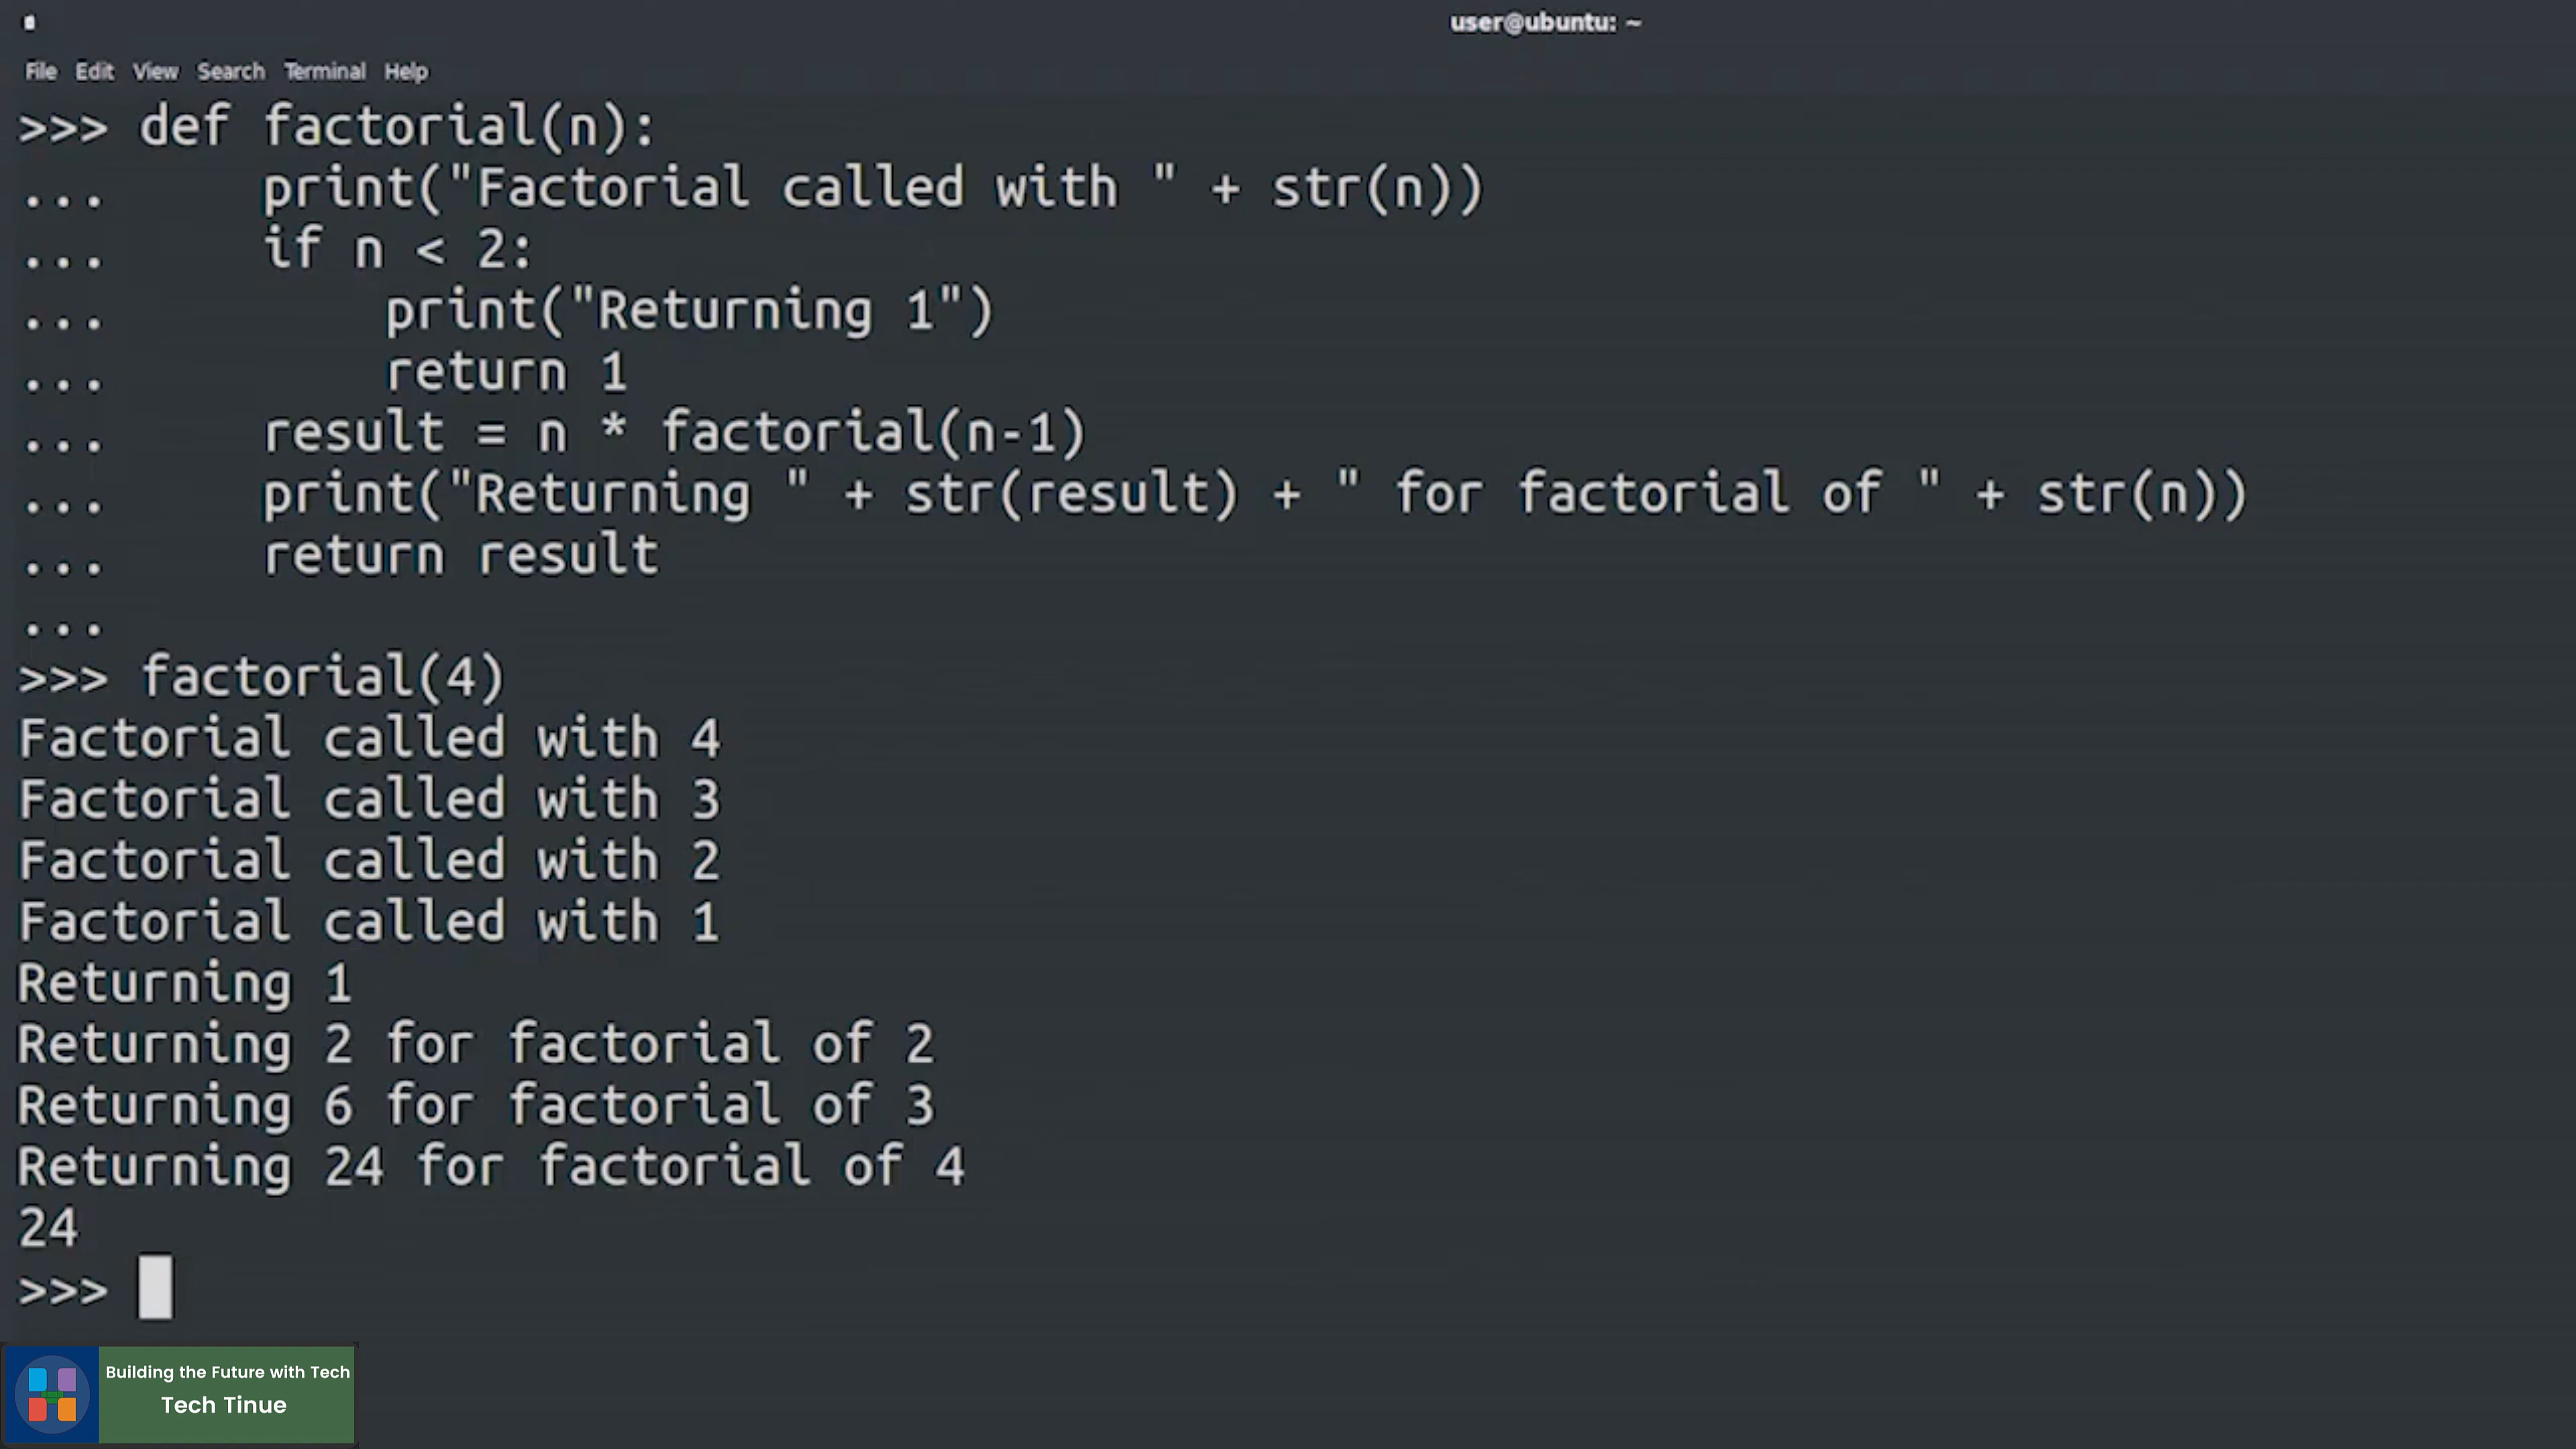 user@ubuntu: ~
File Edit View Search Terminal Help
>>> def factorial(n):
...     print("Factorial called with " + str(n))
...     if n < 2:
...         print("Returning 1")
...         return 1
...     result = n * factorial(n-1)
...     print("Returning " + str(result) + " for factorial of " + str(n))
...     return result
...
>>> factorial(4)
Factorial called with 4
Factorial called with 3
Factorial called with 2
Factorial called with 1
Returning 1
Returning 2 for factorial of 2
Returning 6 for factorial of 3
Returning 24 for factorial of 4
24
>>>
Building the Future with Tech
Tech Tinue